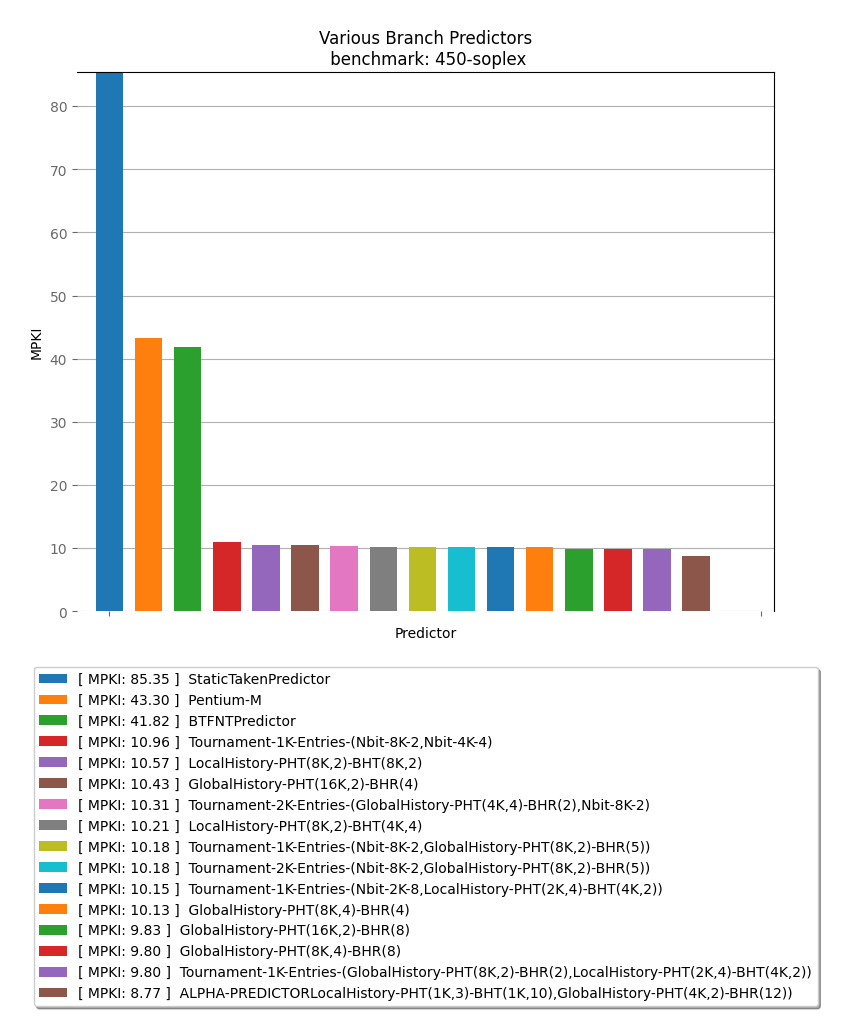 Various Branch Predictors
benchmark: 450-soplex
80
70
60
50
40
30
20
10
0
MPKI
Predictor
[ MPKI: 85.35 ]  StaticTakenPredictor
[ MPKI: 43.30 ]  Pentium-M
[ MPKI: 41.82 ]  BTFNTPredictor
[ MPKI: 10.96 ]  Tournament-1K-Entries-(Nbit-8K-2,Nbit-4K-4)
[ MPKI: 10.57 ]  LocalHistory-PHT(8K,2)-BHT(8K,2)
[ MPKI: 10.43 ]  GlobalHistory-PHT(16K,2)-BHR(4)
[ MPKI: 10.31 ]  Tournament-2K-Entries-(GlobalHistory-PHT(4K,4)-BHR(2),Nbit-8K-2)
[ MPKI: 10.21 ]  LocalHistory-PHT(8K,2)-BHT(4K,4)
[ MPKI: 10.18 ]  Tournament-1K-Entries-(Nbit-8K-2,GlobalHistory-PHT(8K,2)-BHR(5))
[ MPKI: 10.18 ]  Tournament-2K-Entries-(Nbit-8K-2,GlobalHistory-PHT(8K,2)-BHR(5))
[ MPKI: 10.15 ]  Tournament-1K-Entries-(Nbit-2K-8,LocalHistory-PHT(2K,4)-BHT(4K,2))
[ MPKI: 10.13 ]  GlobalHistory-PHT(8K,4)-BHR(4)
[ MPKI: 9.83 ]  GlobalHistory-PHT(16K,2)-BHR(8)
[ MPKI: 9.80 ]  GlobalHistory-PHT(8K,4)-BHR(8)
[ MPKI: 9.80 ]  Tournament-1K-Entries-(GlobalHistory-PHT(8K,2)-BHR(2),LocalHistory-PHT(2K,4)-BHT(4K,2))
[ MPKI: 8.77 ]  ALPHA-PREDICTORLocalHistory-PHT(1K,3)-BHT(1K,10),GlobalHistory-PHT(4K,2)-BHR(12))